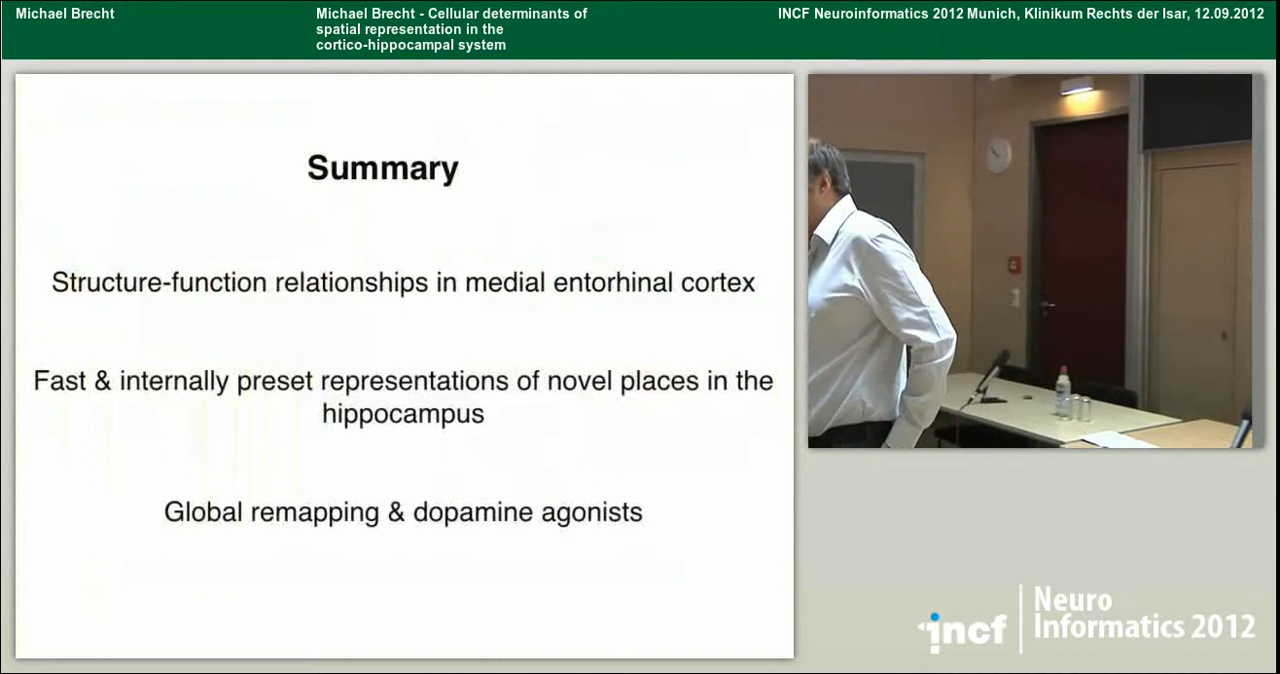 Michael Brecht
Michael Brecht - Cellular determinants of
spatial representation in the
cortico-hippocampal system
INCF Neuroinformatics 2012 Munich, Klinikum Rechts der Isar, 12.09.2012
Summary
Structure-function relationships in medial entorhinal cortex
Fast & internally preset representations of novel places in the
hippocampus
Global remapping & dopamine agonists
incf
Neuro
Informatics 2012